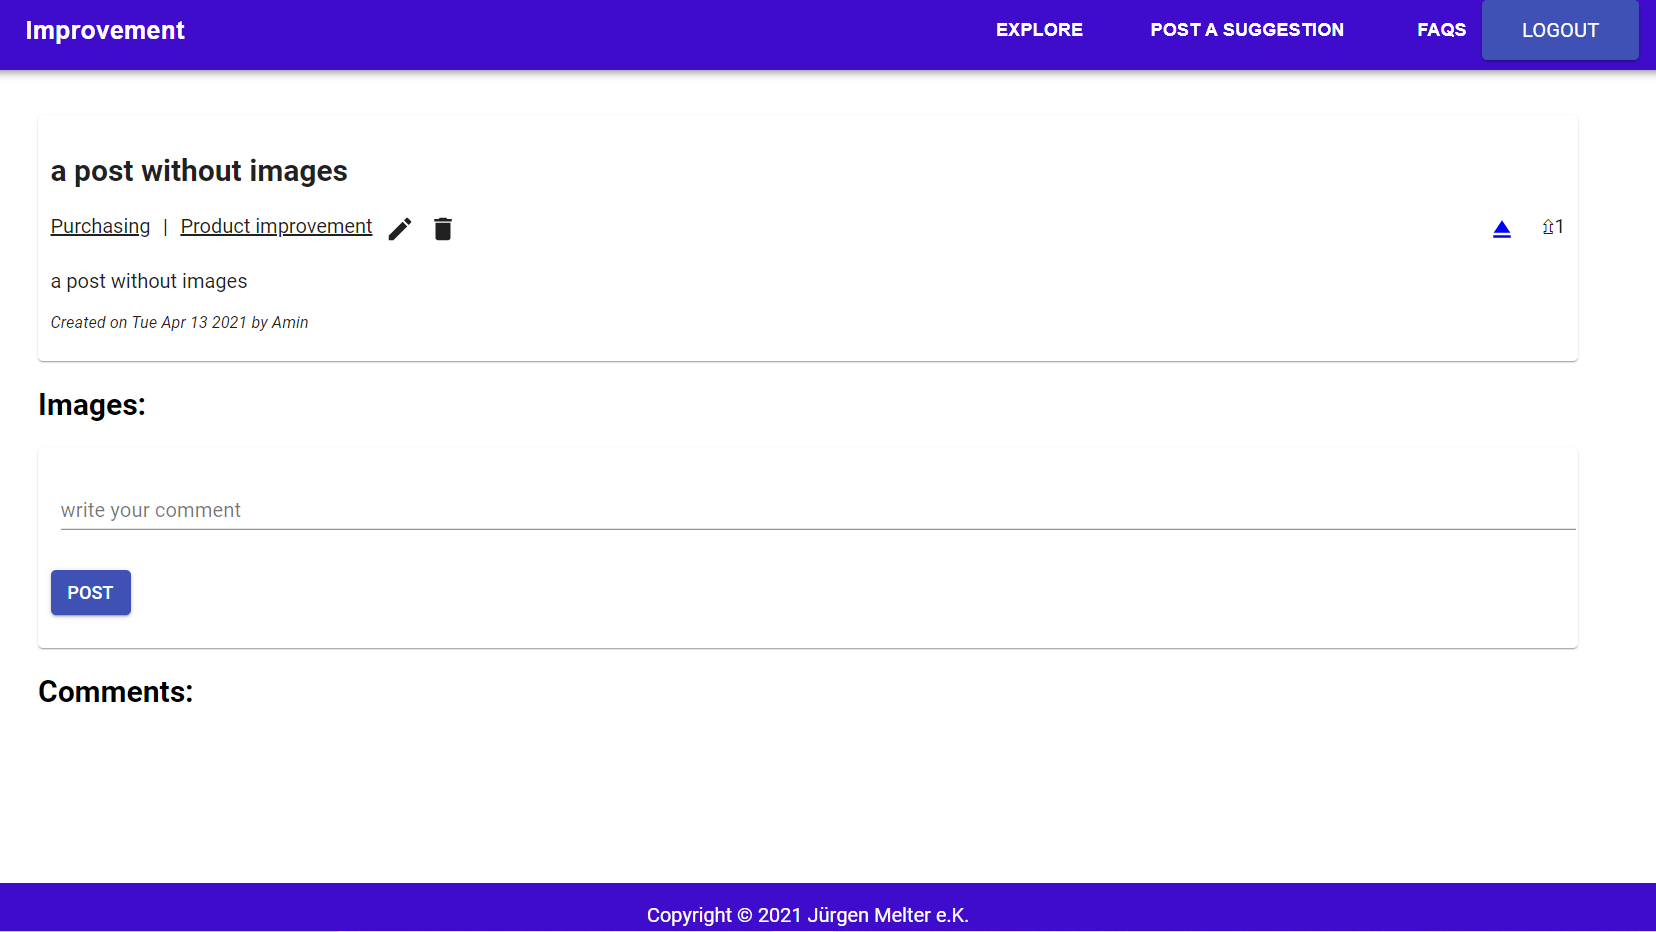 Improvement EXPLORE POST A SUGGESTION FAQS LOGOUT
a post without images
Purchasing | Product improvement ⇫1
a post without images
Created on Tue Apr 13 2021 by Amin
Images:
write your comment
POST
Comments:
Copyright © 2021 Jürgen Melter e.K.